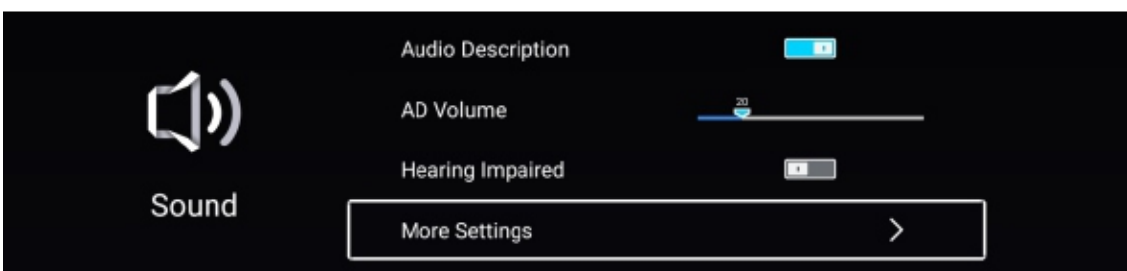 Audio Description
AD Volume
20
Hearing Impaired
Sound
More Settings